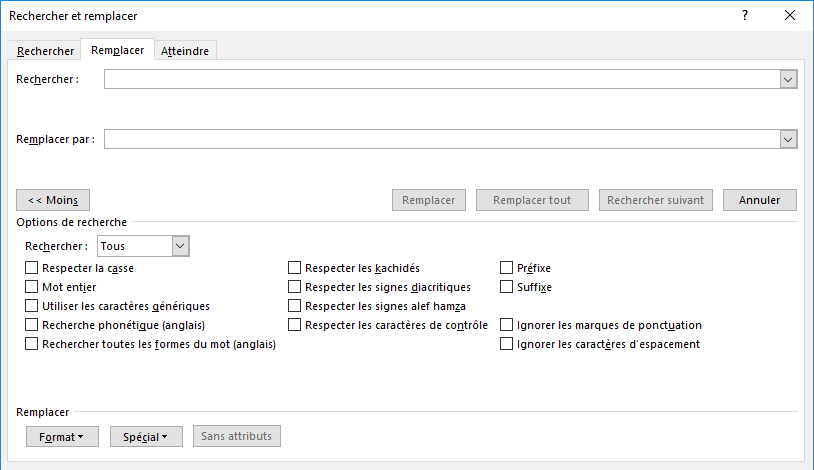 Rechercher et remplacer
Rechercher Remplacer Atteindre
Rechercher : 
Remplacer par :
<< Moins Remplacer Remplacer tout Rechercher suivant Annuler
Options de recherche
Rechercher : Tous
Respecter la casse Respecter les kachidés Préfixe
Mot entier Respecter les signes diacritiques Suffixe
Utiliser les caractères génériques Respecter les signes alef hamza
Recherche phonétique (anglais) Respecter les caractères de contrôle Ignorer les marques de ponctuation
Rechercher toutes les formes du mot (anglais) Ignorer les caractères d'espacement
Remplacer
Format Spécial Sans attributs